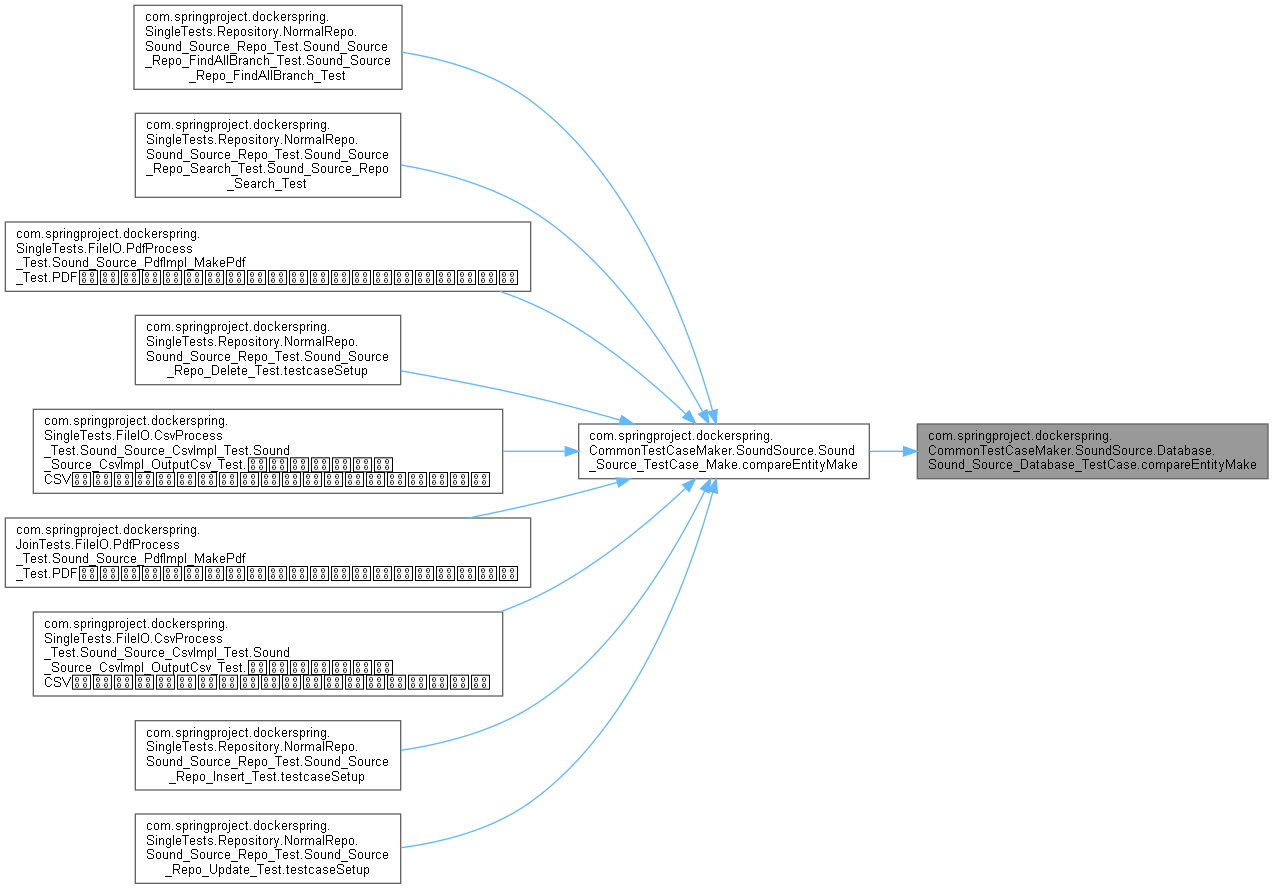 com.springproject.dockerspring.
SingleTests.Repository.NormalRepo.
Sound_Source_Repo_Test.Sound_Source
_Repo_FindAllBranch_Test.Sound_Source
_Repo_FindAllBranch_Test
com.springproject.dockerspring.
SingleTests.Repository.NormalRepo.
Sound_Source_Repo_Test.Sound_Source
_Repo_Search_Test.Sound_Source_Repo
_Search_Test
com.springproject.dockerspring.
SingleTests.FileIO.PdfProcess
_Test.Sound_Source_PdfImpl_MakePdf
_Test.PDF
com.springproject.dockerspring.
SingleTests.Repository.NormalRepo.
Sound_Source_Repo_Test.Sound_Source
_Repo_Delete_Test.testcaseSetup
com.springproject.dockerspring.
SingleTests.FileIO.CsvProcess
_Test.Sound_Source_CsvImpl_Test.Sound
_Source_CsvImpl_OutputCsv_Test.
CSV
com.springproject.dockerspring.
CommonTestCaseMaker.SoundSource.Sound
_Source_TestCase_Make.compareEntityMake
com.springproject.dockerspring.
CommonTestCaseMaker.SoundSource.Database.
Sound_Source_Database_TestCase.compareEntityMake
com.springproject.dockerspring.
JoinTests.FileIO.PdfProcess
_Test.Sound_Source_PdfImpl_MakePdf
_Test.PDF
com.springproject.dockerspring.
SingleTests.FileIO.CsvProcess
_Test.Sound_Source_CsvImpl_Test.Sound
_Source_CsvImpl_OutputCsv_Test.
CSV
com.springproject.dockerspring.
SingleTests.Repository.NormalRepo.
Sound_Source_Repo_Test.Sound_Source
_Repo_Insert_Test.testcaseSetup
com.springproject.dockerspring.
SingleTests.Repository.NormalRepo.
Sound_Source_Repo_Test.Sound_Source
_Repo_Update_Test.testcaseSetup